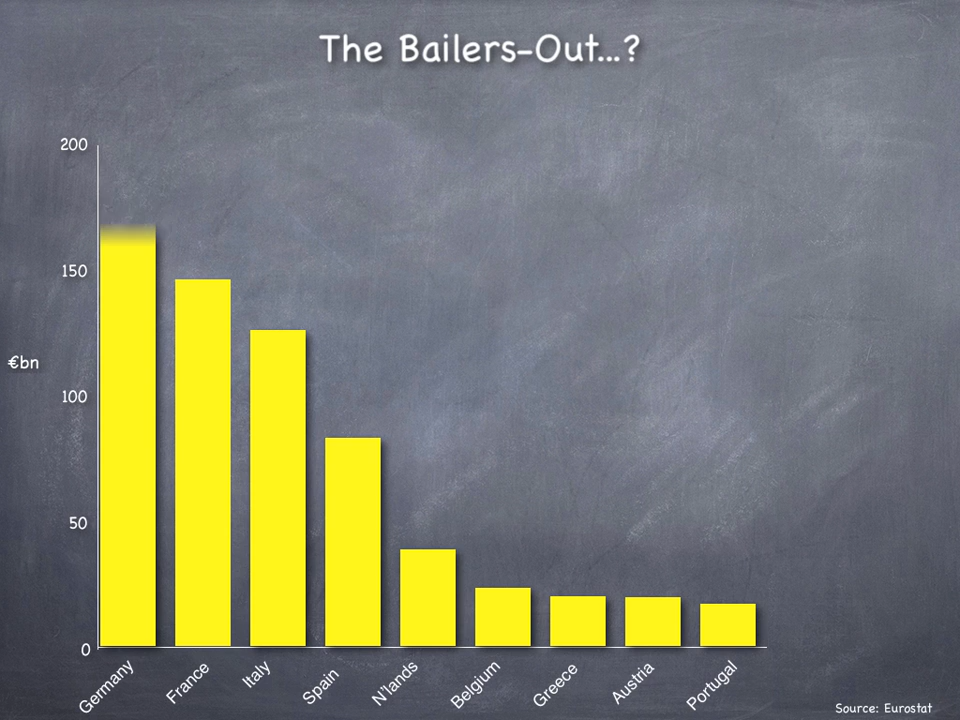 The Bailers-Out...?
200
150
€bn
100
50
0
Germany
France
Italy
Spain
N'lands
Belgium
Greece
Austria
Portugal
Source: Eurostat